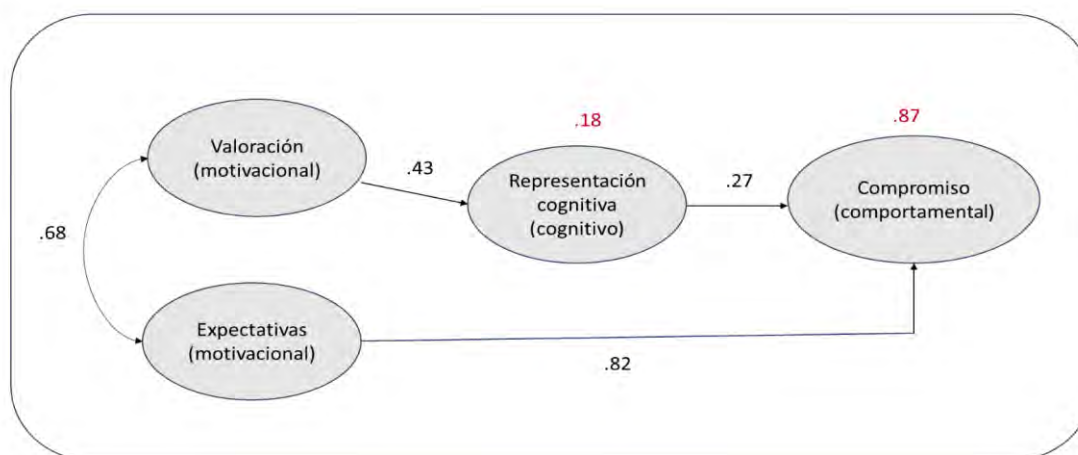 .18
.87
Valoración
(motivacional)
.43
Representación
cognitiva
(cognitivo)
.27
Compromiso
(comportamental)
.68
Expectativas
(motivacional)
.82